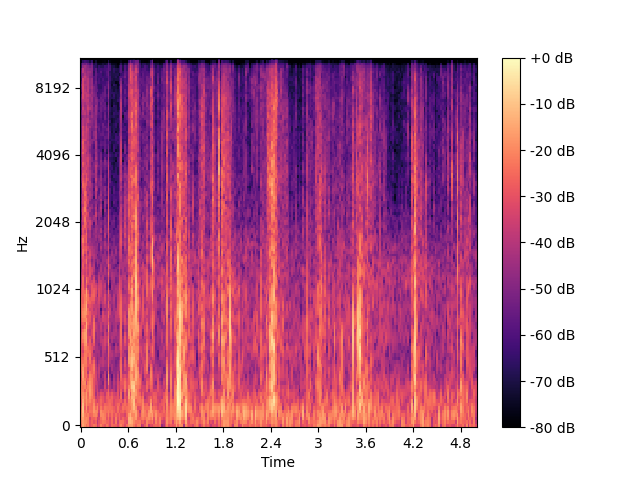 8192
4096
2048
1024
512
0
Hz
0 0.6 1.2 1.8 2.4 3 3.6 4.2 4.8
Time
+0 dB
-10 dB
-20 dB
-30 dB
-40 dB
-50 dB
-60 dB
-70 dB
-80 dB